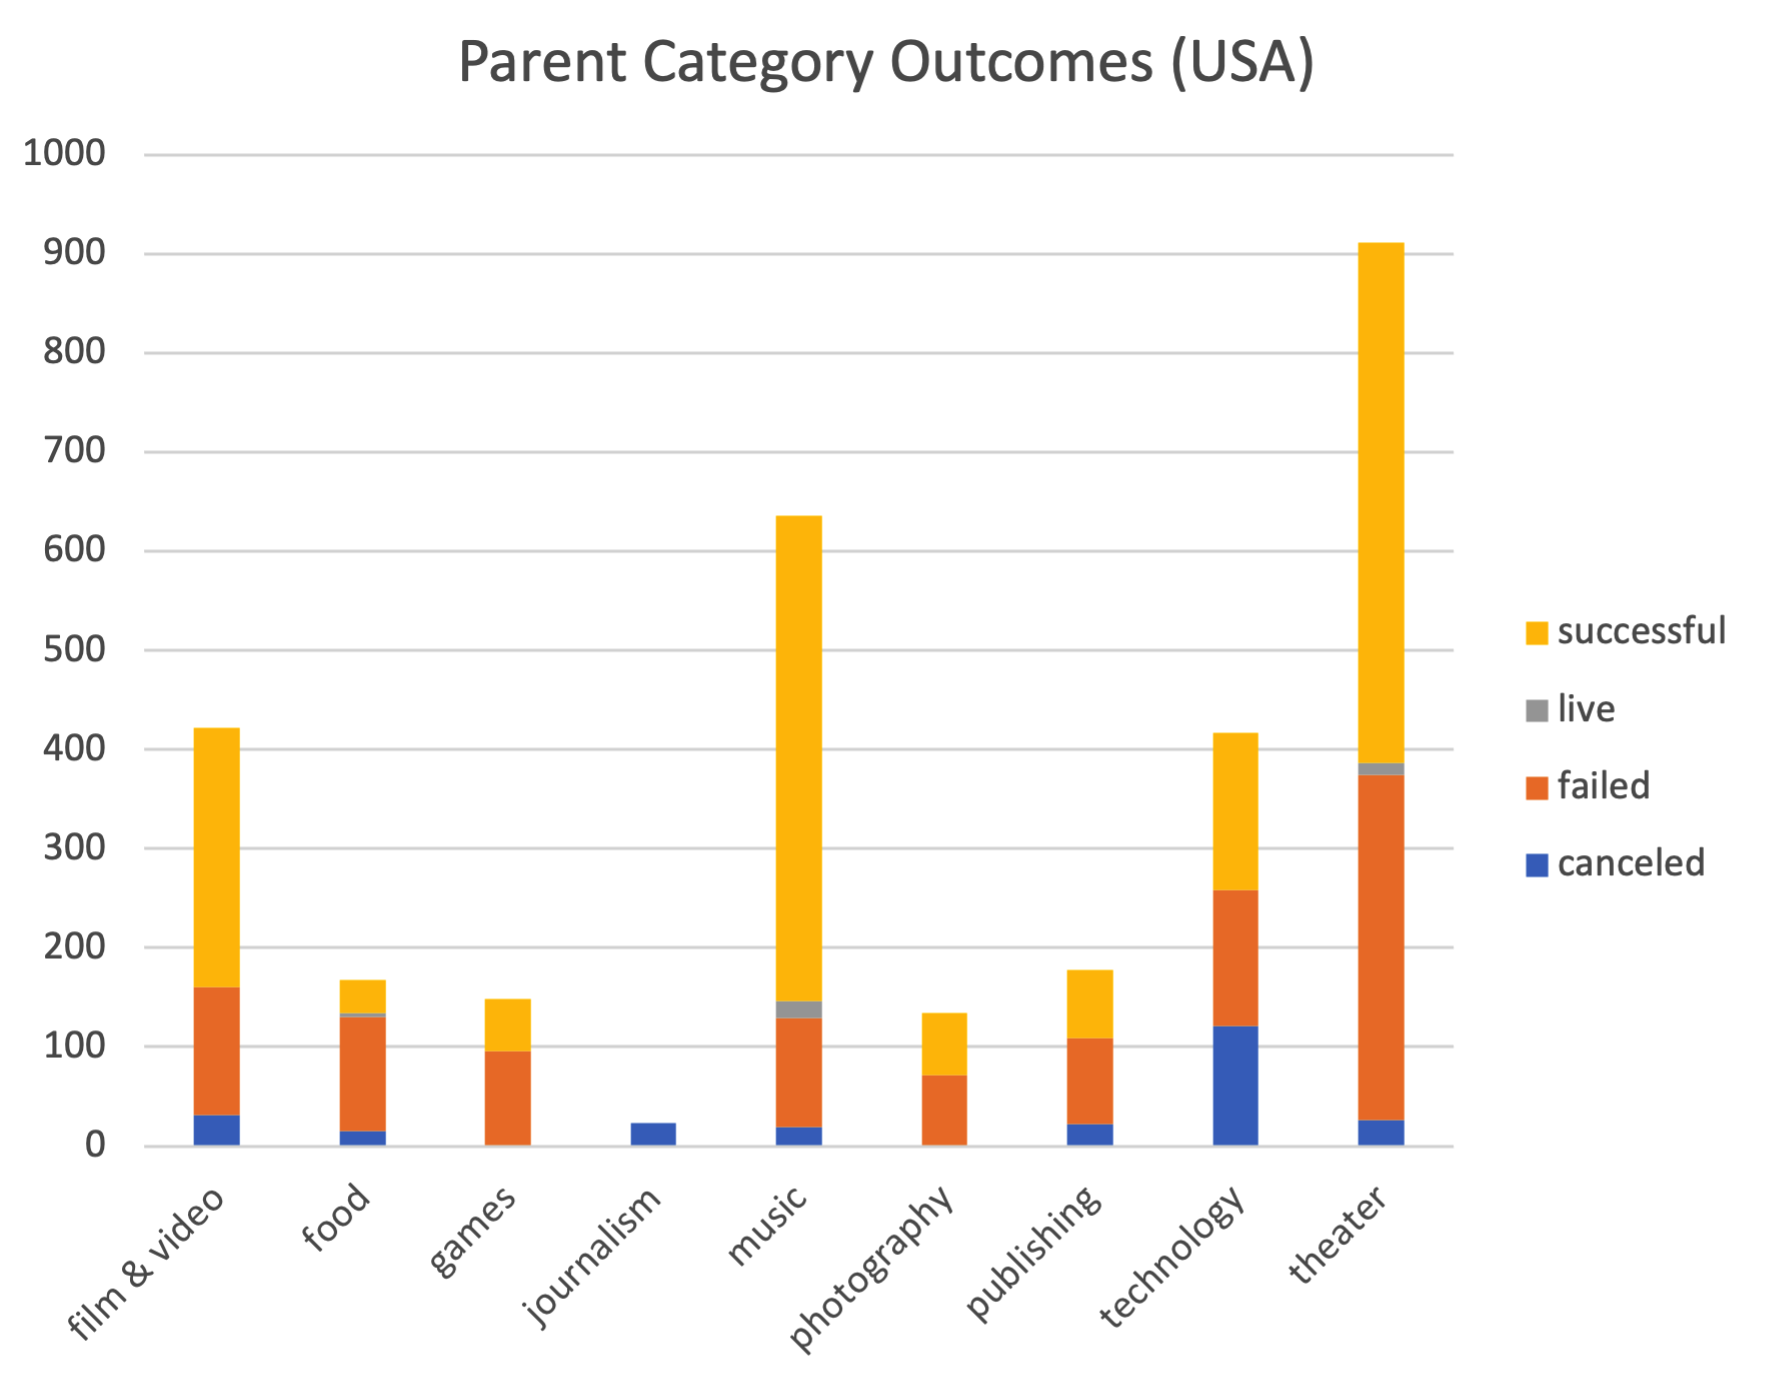 Parent Category Outcomes (USA)
1000
900
800
700
600
500
400
300
200
100
0
successful
live
failed
canceled
film & video
food
games
journalism
music
photography
publishing
technology
theater